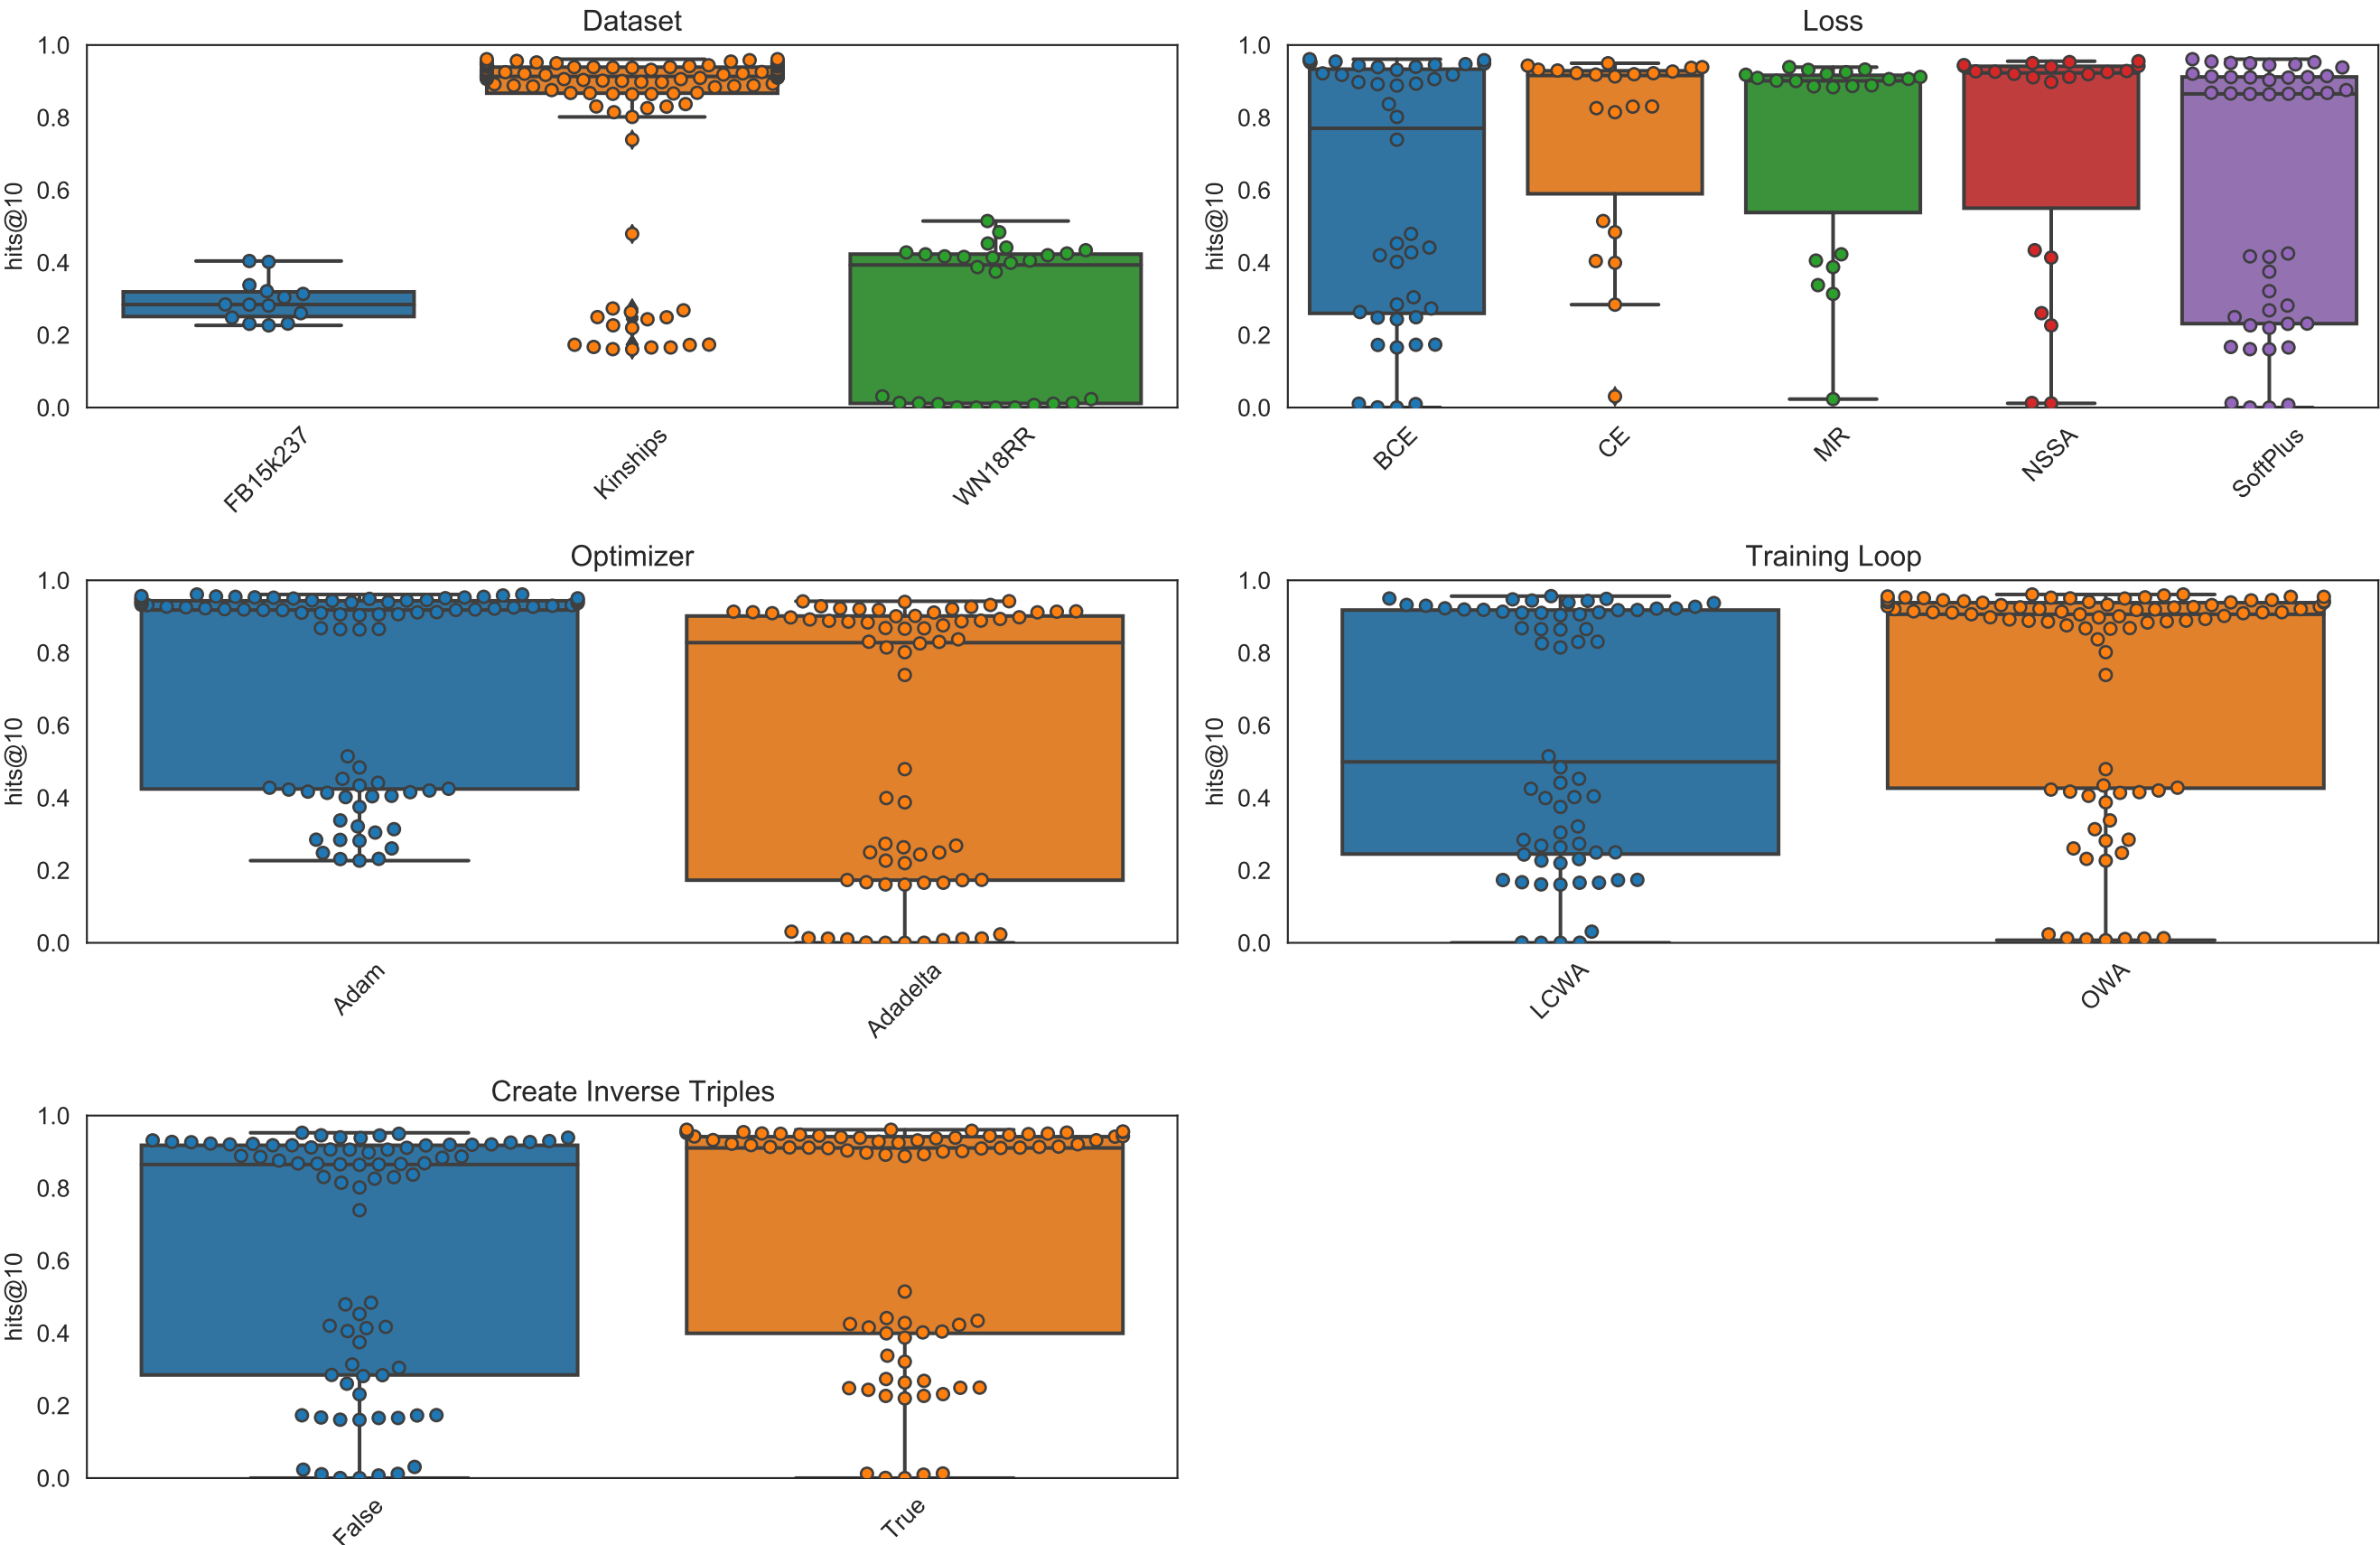 Dataset
1.0
0.8
0.6
0.4
0.2
0.0
hits@10
FB15k237
Kinships
WN18RR
Loss
1.0
0.8
0.6
0.4
0.2
0.0
hits@10
BCE
CE
MR
NSSA
SoftPlus
Optimizer
1.0
0.8
0.6
0.4
0.2
0.0
hits@10
Adam
Adadelta
Training Loop
1.0
0.8
0.6
0.4
0.2
0.0
hits@10
LCWA
OWA
Create Inverse Triples
1.0
0.8
0.6
0.4
0.2
0.0
hits@10
False
True